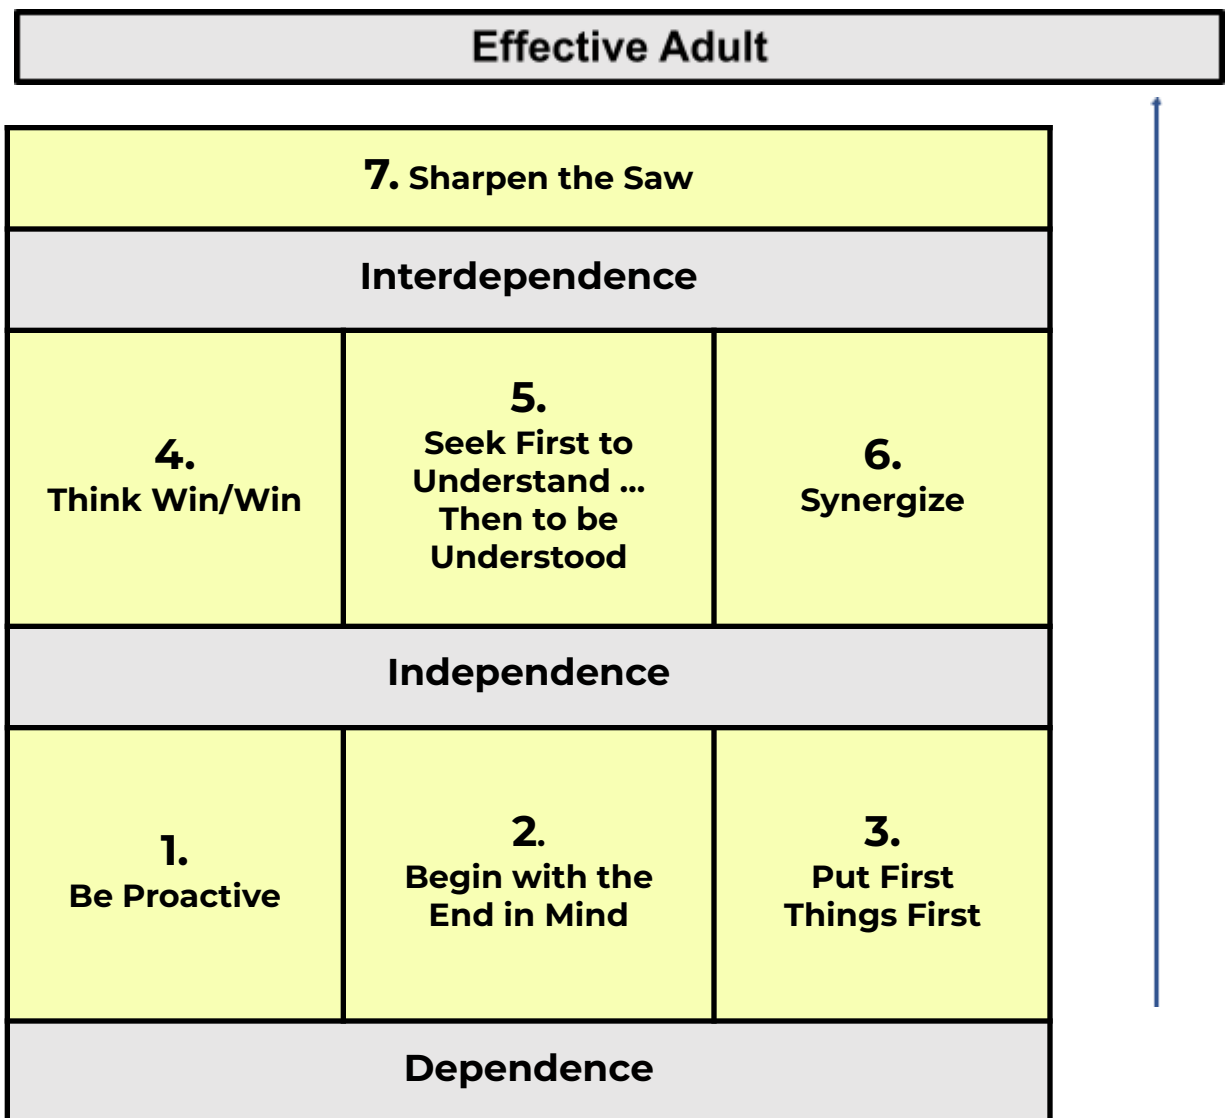 Effective Adult
7. Sharpen the Saw
Interdependence
4.
Think Win/Win
5.
Seek First to
Understand ...
Then to be
Understood
6.
Synergize
Independence
1.
Be Proactive
2.
Begin with the
End in Mind
3.
Put First
Things First
Dependence